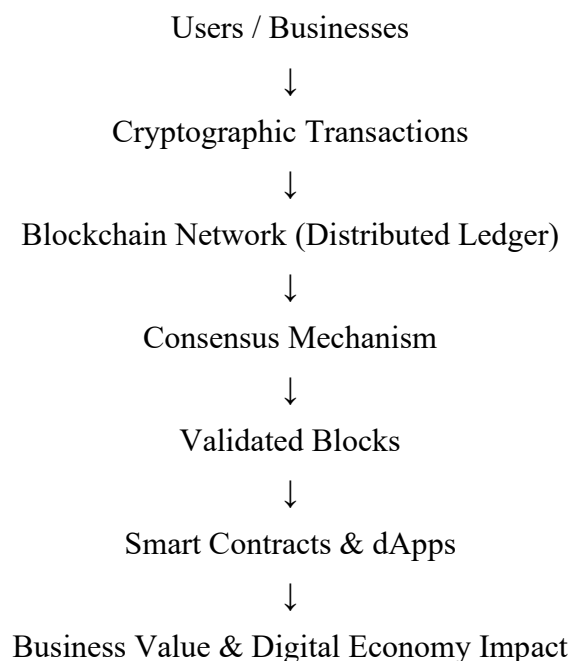 Users / Businesses
↓
Cryptographic Transactions
↓
Blockchain Network (Distributed Ledger)
↓
Consensus Mechanism
↓
Validated Blocks
↓
Smart Contracts & dApps
↓
Business Value & Digital Economy Impact